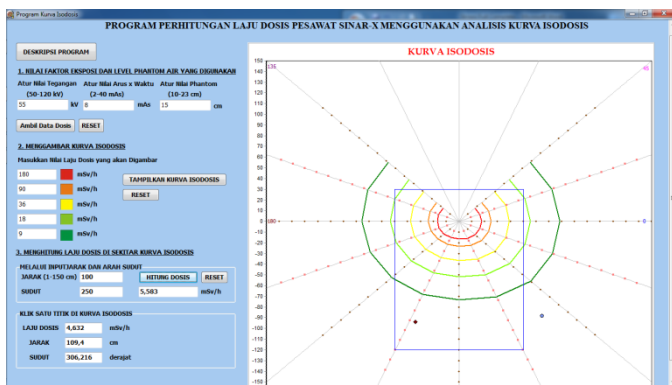 Program Kurva Isodosis
PROGRAM PERHITUNGAN LAJU DOSIS PESAWAT SINAR-X MENGGUNAKAN ANALISIS KURVA ISODOSIS
DESKRIPSI PROGRAM
1. NILAI FAKTOR EKSPOSI DAN LEVEL PHANTOM AIR YANG DIGUNAKAN
Atur Nilai Tegangan Atur Nilai Arus x Waktu Atur Nilai Phantom
(50-120 kV) (2-40 mAs) (10-23 cm)
55 kV 8 mAs 15 cm
Ambil Data Dosis RESET
2. MENGGAMBAR KURVA ISODOSIS
Masukkan Nilai Laju Dosis yang akan Digambar
180 mSv/h
90 mSv/h
36 mSv/h
18 mSv/h
9 mSv/h
TAMPILKAN KURVA ISODOSIS
RESET
3. MENGHITUNG LAJU DOSIS DI SEKITAR KURVA ISODOSIS
MELALUI INPUT JARAK DAN ARAH SUDUT
JARAK (1-150 cm) 100 HITUNG DOSIS RESET
SUDUT 250 5,583 mSv/h
KLIK SATU TITIK DI KURVA ISODOSIS
LAJU DOSIS 4,632 mSv/h
JARAK 109,4 cm
SUDUT 306,216 derajat
KURVA ISODOSIS
150
140
130
120
110
100
90
80
70
60
50
40
30
20
10
0
-10
-20
-30
-40
-50
-60
-70
-80
-90
-100
-110
-120
-130
-140
-150
135
45
180
0